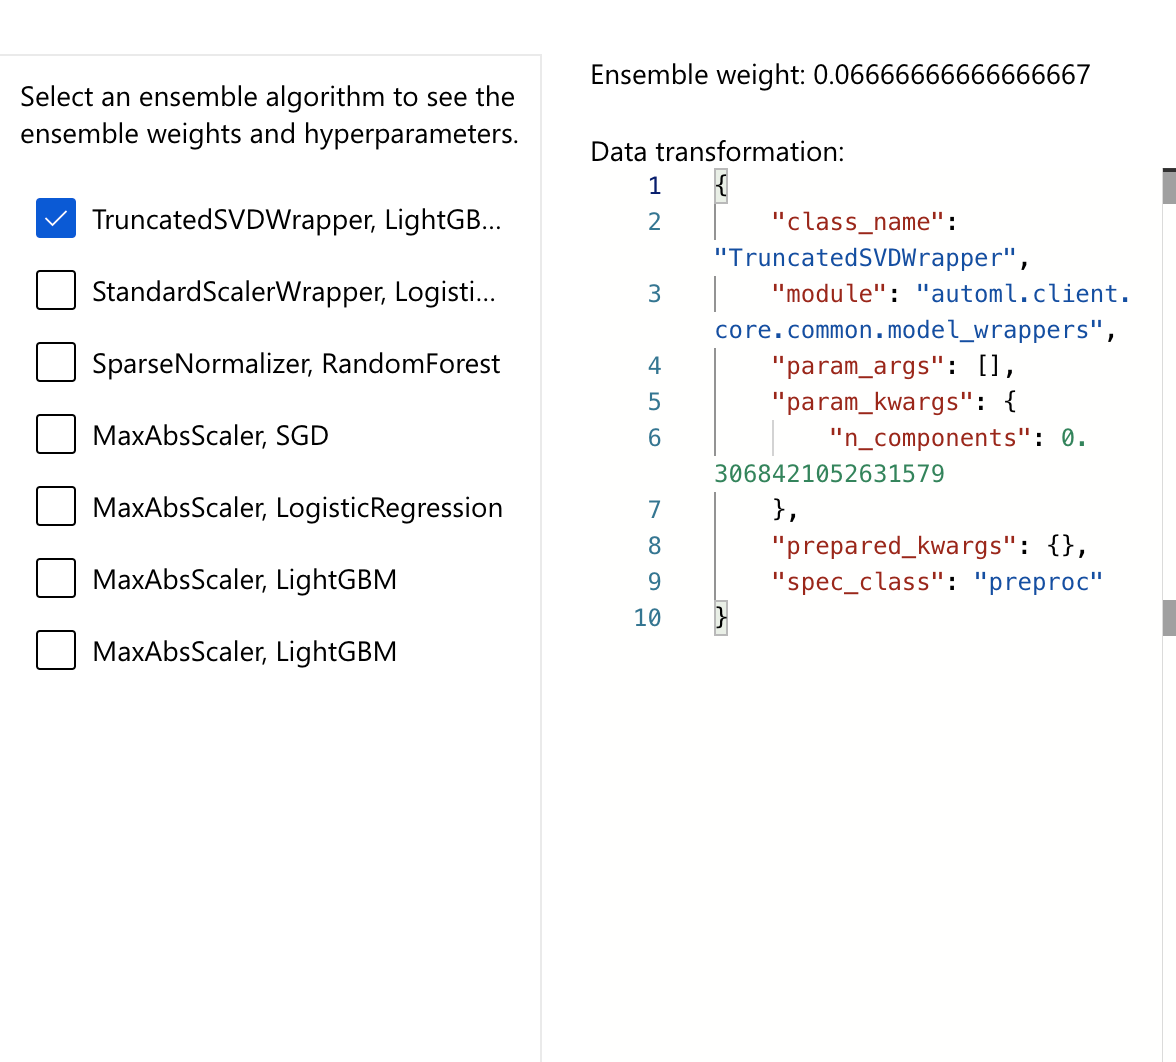 Select an ensemble algorithm to see the
ensemble weights and hyperparameters.
TruncatedSVDWrapper, LightGB...
StandardScalerWrapper, Logisti...
SparseNormalizer, RandomForest
MaxAbsScaler, SGD
MaxAbsScaler, LogisticRegression
MaxAbsScaler, LightGBM
MaxAbsScaler, LightGBM
Ensemble weight: 0.06666666666666667
Data transformation:
1 {
2 "class_name":
"TruncatedSVDWrapper",
3 "module": "automl.client.
core.common.model_wrappers",
4 "param_args": [],
5 "param_kwargs": {
6 "n_components": 0.
3068421052631579
7 },
8 "prepared_kwargs": {},
9 "spec_class": "preproc"
10 }